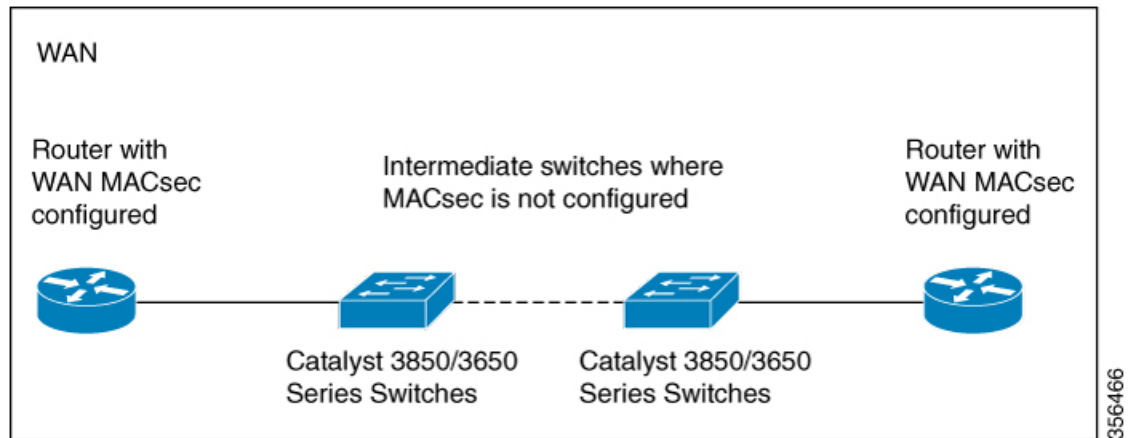 WAN
Router with
WAN MACsec
configured
Intermediate switches where
MACsec is not configured
Router with
WAN MACsec
configured
Catalyst 3850/3650
Series Switches
Catalyst 3850/3650
Series Switches
356466